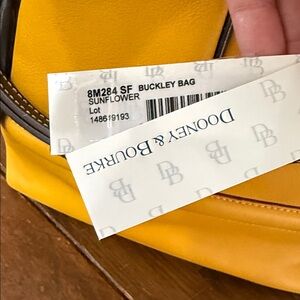 8M284 SF BUCKLEY BAG
SUNFLOWER
Lot
148619193
DOONEY & BOURKE